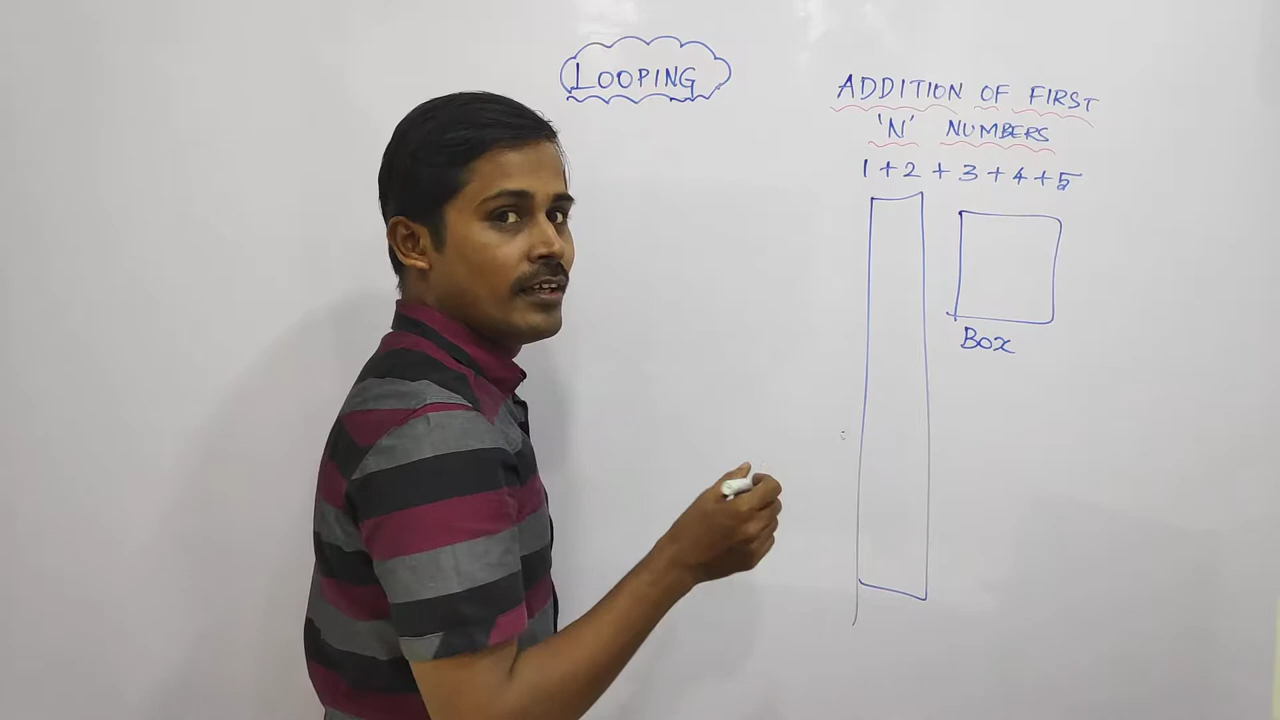 LOOPING
ADDITION OF FIRST
'N' NUMBERS
1 + 2 + 3 + 4 + 5
Box